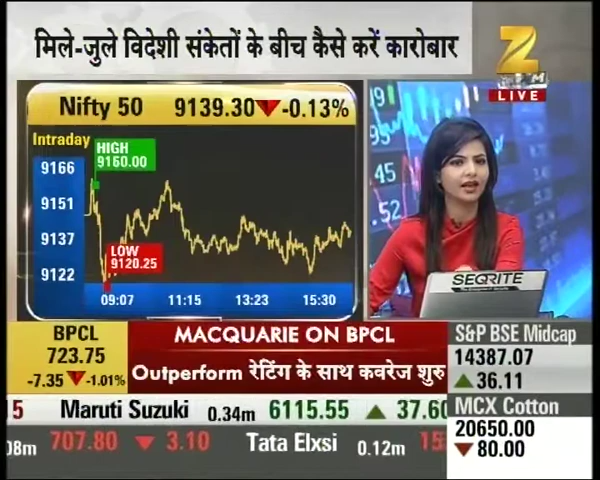 मिले-जुले विदेशी संकेतों के बीच कैसे करें कारोबार
Z
LIVE
Nifty 50 9139.30 -0.13%
Intraday
HIGH
9160.00
9166
9151
9137
9122
LOW
9120.25
09:07 11:15 13:23 15:30
SEQRITE
BPCL
723.75
-7.35 -1.01%
MACQUARIE ON BPCL
Outperform रेटिंग के साथ कवरेज शुरु
S&P BSE Midcap
14387.07
36.11
MCX Cotton
20650.00
80.00
5 Maruti Suzuki 0.34m 6115.55 37.60
08m 707.80 3.10 Tata Elxsi 0.12m 15